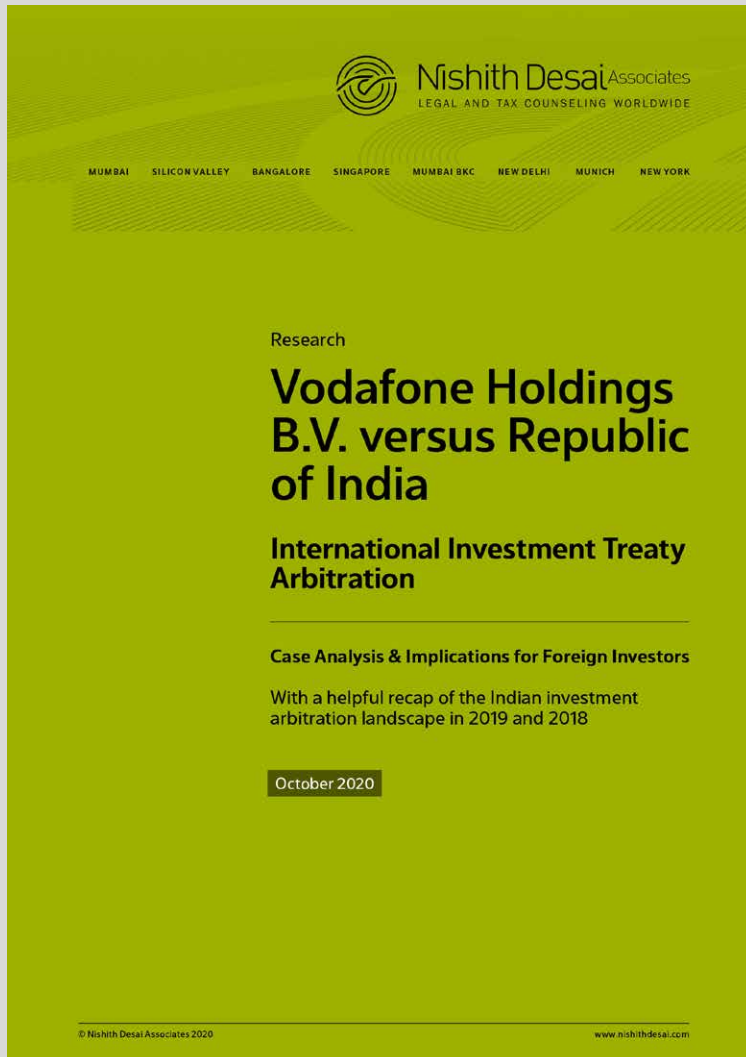 Nishith Desai Associates
LEGAL AND TAX COUNSELING WORLDWIDE
MUMBAI SILICON VALLEY BANGALORE SINGAPORE MUMBAI BKC NEW DELHI MUNICH NEW YORK
Research
Vodafone Holdings
B.V. versus Republic
of India
International Investment Treaty
Arbitration
Case Analysis & Implications for Foreign Investors
With a helpful recap of the Indian investment
arbitration landscape in 2019 and 2018
October 2020
© Nishith Desai Associates 2020 www.nishithdesai.com